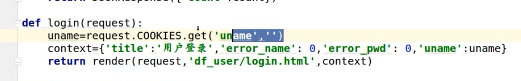 def login(request):
    uname=request.COOKIES.get('uname','')
    context={'title':'用户登录','error_name': 0,'error_pwd': 0,'uname':uname}
    return render(request,'df_user/login.html',context)